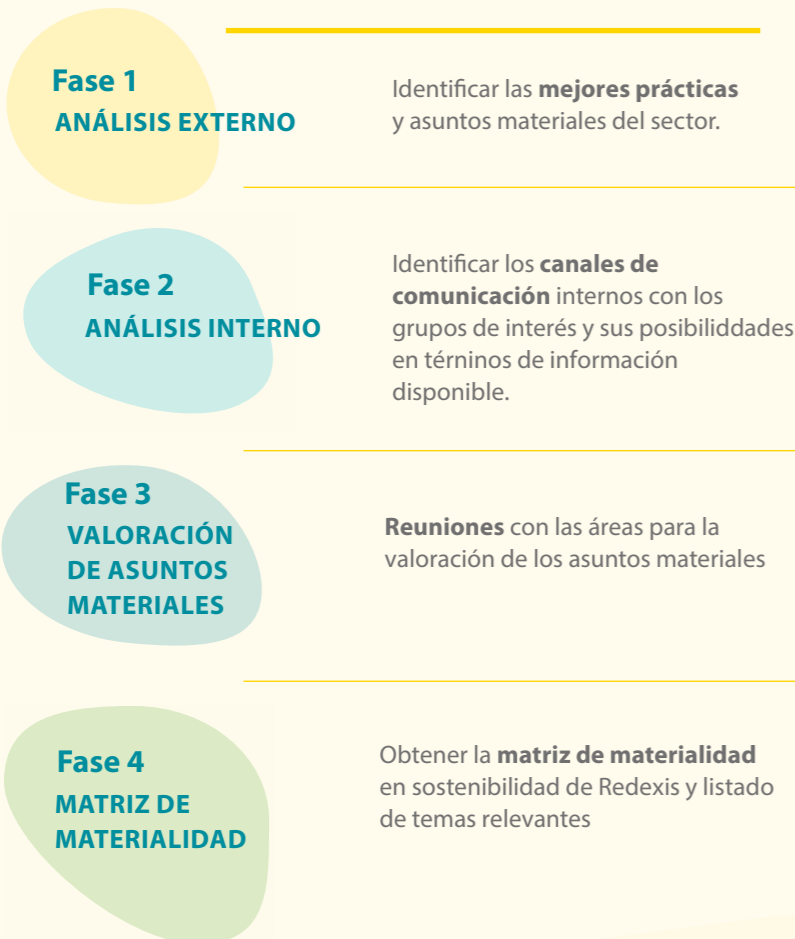 Fase 1
ANÁLISIS EXTERNO
Identificar las mejores prácticas
y asuntos materiales del sector.
Fase 2
ANÁLISIS INTERNO
Identificar los canales de
comunicación internos con los
grupos de interés y sus posibiliddades
en térninos de información
disponible.
Fase 3
VALORACIÓN
DE ASUNTOS
MATERIALES
Reuniones con las áreas para la
valoración de los asuntos materiales
Fase 4
MATRIZ DE
MATERIALIDAD
Obtener la matriz de materialidad
en sostenibilidad de Redexis y listado
de temas relevantes